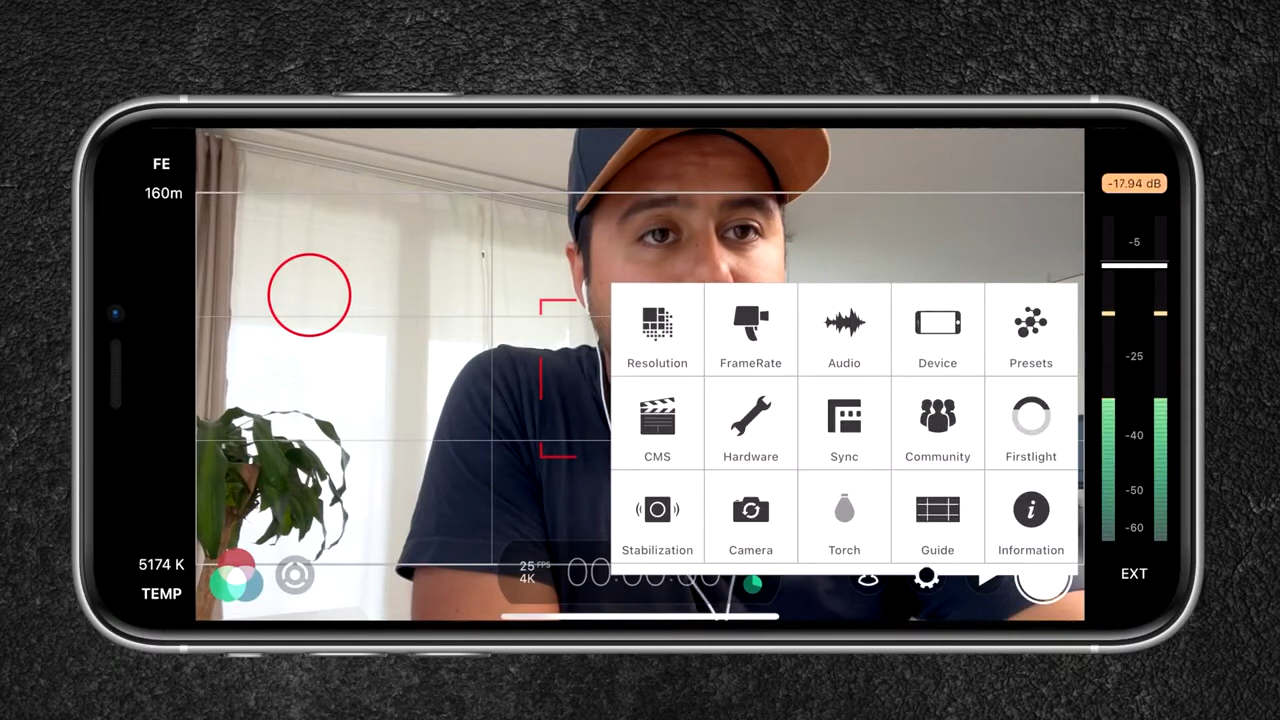 FE
160m
-17.94 dB
-5
-25
-40
-50
-60
EXT
Resolution
FrameRate
Audio
Device
Presets
CMS
Hardware
Sync
Community
Firstlight
Stabilization
Camera
Torch
Guide
Information
5174 K
TEMP
25 FPS
4K